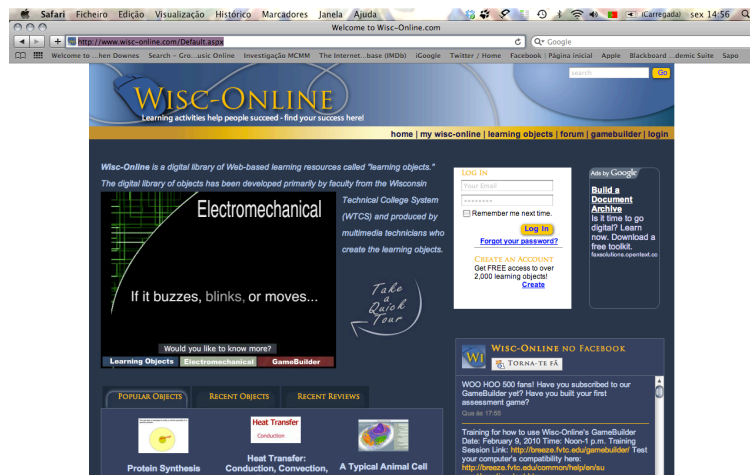 Safari Ficheiro Edição Visualização Histórico Marcadores Janela Ajuda (Carregada) sex 14:56
Welcome to Wisc-Online.com
http://www.wisc-online.com/Default.aspx
Google
Welcome to ...hen Downes Search - Gro...usic Online Investigação MCMM The Internet...base (IMDb) iGoogle Twitter / Home Facebook | Página inicial Apple Blackboard ...demic Suite Sapo
search Go
WISC-ONLINE
Learning activities help people succeed - find your success here!
home | my wisc-online | learning objects | forum | gamebuilder | login
Wisc-Online is a digital library of Web-based learning resources called "learning objects."
The digital library of objects has been developed primarily by faculty from the Wisconsin
Technical College System
(WTCS) and produced by
multimedia technicians who
create the learning objects.
Electromechanical
If it buzzes, blinks, or moves...
Would you like to know more?
Learning Objects Electromechanical GameBuilder
Take
a
Quick
Tour
LOG IN
Your Email
Remember me next time.
Log In
Forgot your password?
CREATE AN ACCOUNT
Get FREE access to over
2,000 learning objects!
Create
Ads by Google
Build a
Document
Archive
Is it time to go
digital? Learn
now. Download a
free toolkit.
faxsolutions.opentext.cc
WI
WISC-ONLINE NO FACEBOOK
TORNA-TE FÃ
WOO HOO 500 fans! Have you subscribed to our
GameBuilder yet? Have you built your first
assessment game?
Qua às 17:55
Training for how to use Wisc-Online's GameBuilder
Date: February 9, 2010 Time: Noon-1 p.m. Training
Session Link: http://breeze.fvtc.edu/gamebuilder/ Test
your computer's compatibility here:
http://breeze.fvtc.edu/common/help/en/su
POPULAR OBJECTS RECENT OBJECTS RECENT REVIEWS
Protein Synthesis
Heat Transfer
Conduction
Heat Transfer:
Conduction, Convection,
A Typical Animal Cell